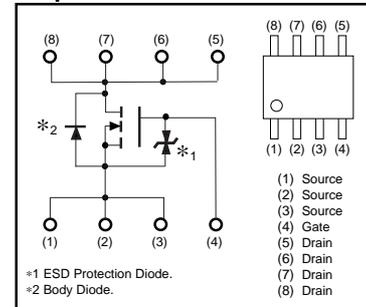 (8) (7) (6) (5)
(8) (7) (6) (5)
∗2
∗1
(1) (2) (3) (4)
(1) (2) (3) (4)
(1) Source
(2) Source
(3) Source
(4) Gate
(5) Drain
(6) Drain
(7) Drain
(8) Drain
∗1 ESD Protection Diode.
∗2 Body Diode.